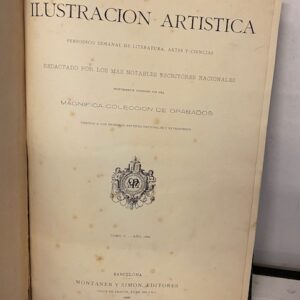 ILUSTRACION ARTISTICA
PERIODICO SEMANAL DE LITERATURA, ARTES Y CIENCIAS
REDACTADO POR LOS MAS NOTABLES ESCRITORES NACIONALES
MAGNIFICA COLECCION DE GRABADOS
TOMO
BARCELONA
MONTANER Y SIMON, EDITORES